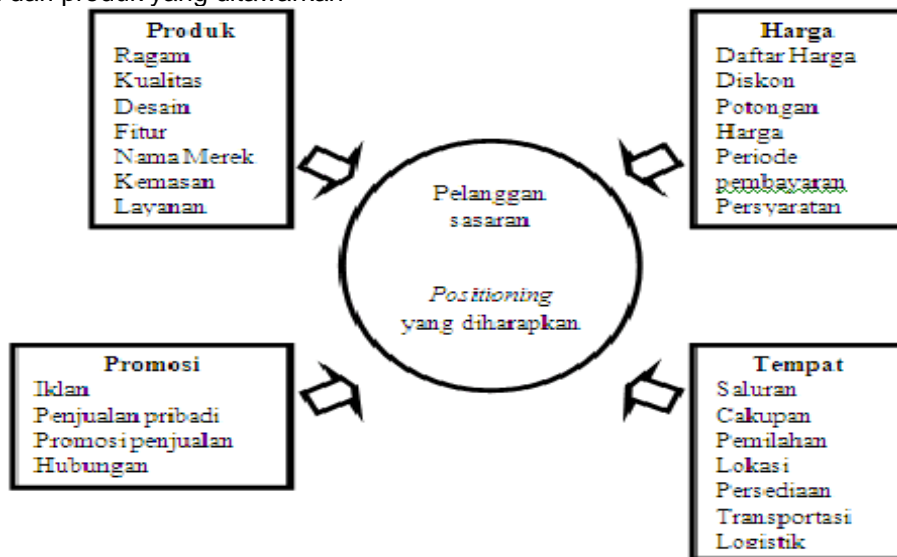 dan produk yang ditawarkan
Produk
Ragam
Kualitas
Desain
Fitur
Nama Merek
Kemasan
Layanan
Harga
Daftar Harga
Diskon
Potongan
Harga
Periode
pembayaran
Persyaratan
Pelanggan
sasaran
Positioning
yang diharapkan
Promosi
Iklan
Penjualan pribadi
Promosi penjualan
Hubungan
Tempat
Saluran
Cakupan
Pemilahan
Lokasi
Persediaan
Transportasi
Logistik